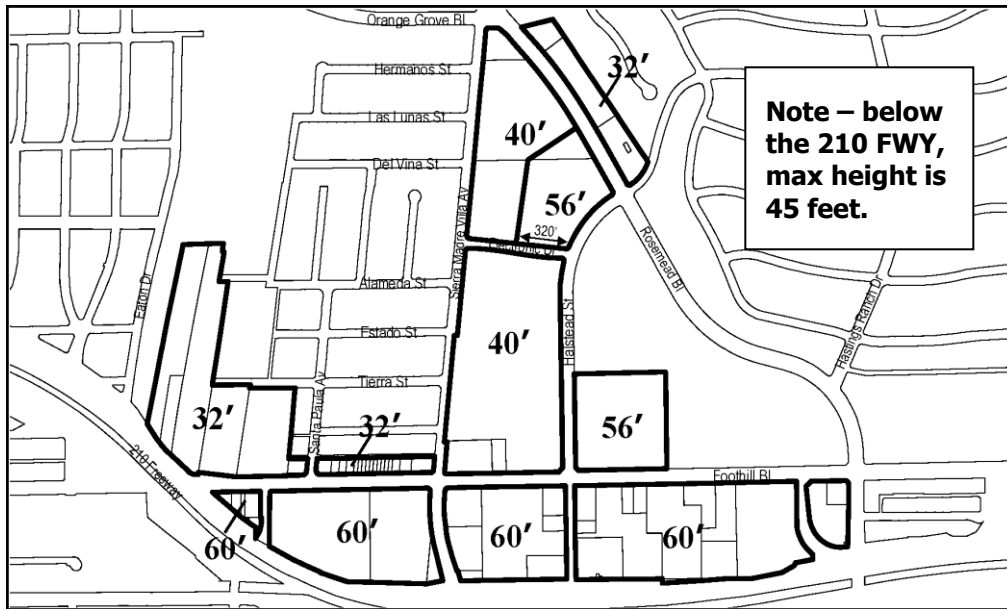 Orange Grove Bl
Hermanos St
32′
Las Lunas St
40′
Note – below
the 210 FWY,
max height is
45 feet.
Del Vina St
Sierra Madre Villa Av
56′
320'
Rosemead Bl
Eaton Dr
Alameda St
Halstead St
Hastings Ranch Dr
Estado St
40′
Tierra St
32′
Santa Paula Av
32′
56′
210 Freeway
Foothill Bl
60′
60′
60′
60′